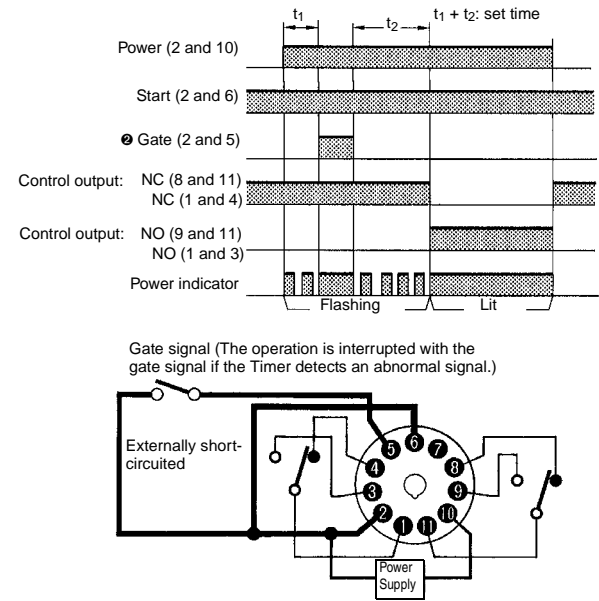 t1 t2 t1 + t2: set time
Power (2 and 10)
Start (2 and 6)
❷ Gate (2 and 5)
Control output: NC (8 and 11)
NC (1 and 4)
Control output: NO (9 and 11)
NO (1 and 3)
Power indicator
Flashing Lit
Gate signal (The operation is interrupted with the
gate signal if the Timer detects an abnormal signal.)
Externally short-
circuited
5 6 7
4 8
3 9
2 10
1 11
Power
Supply